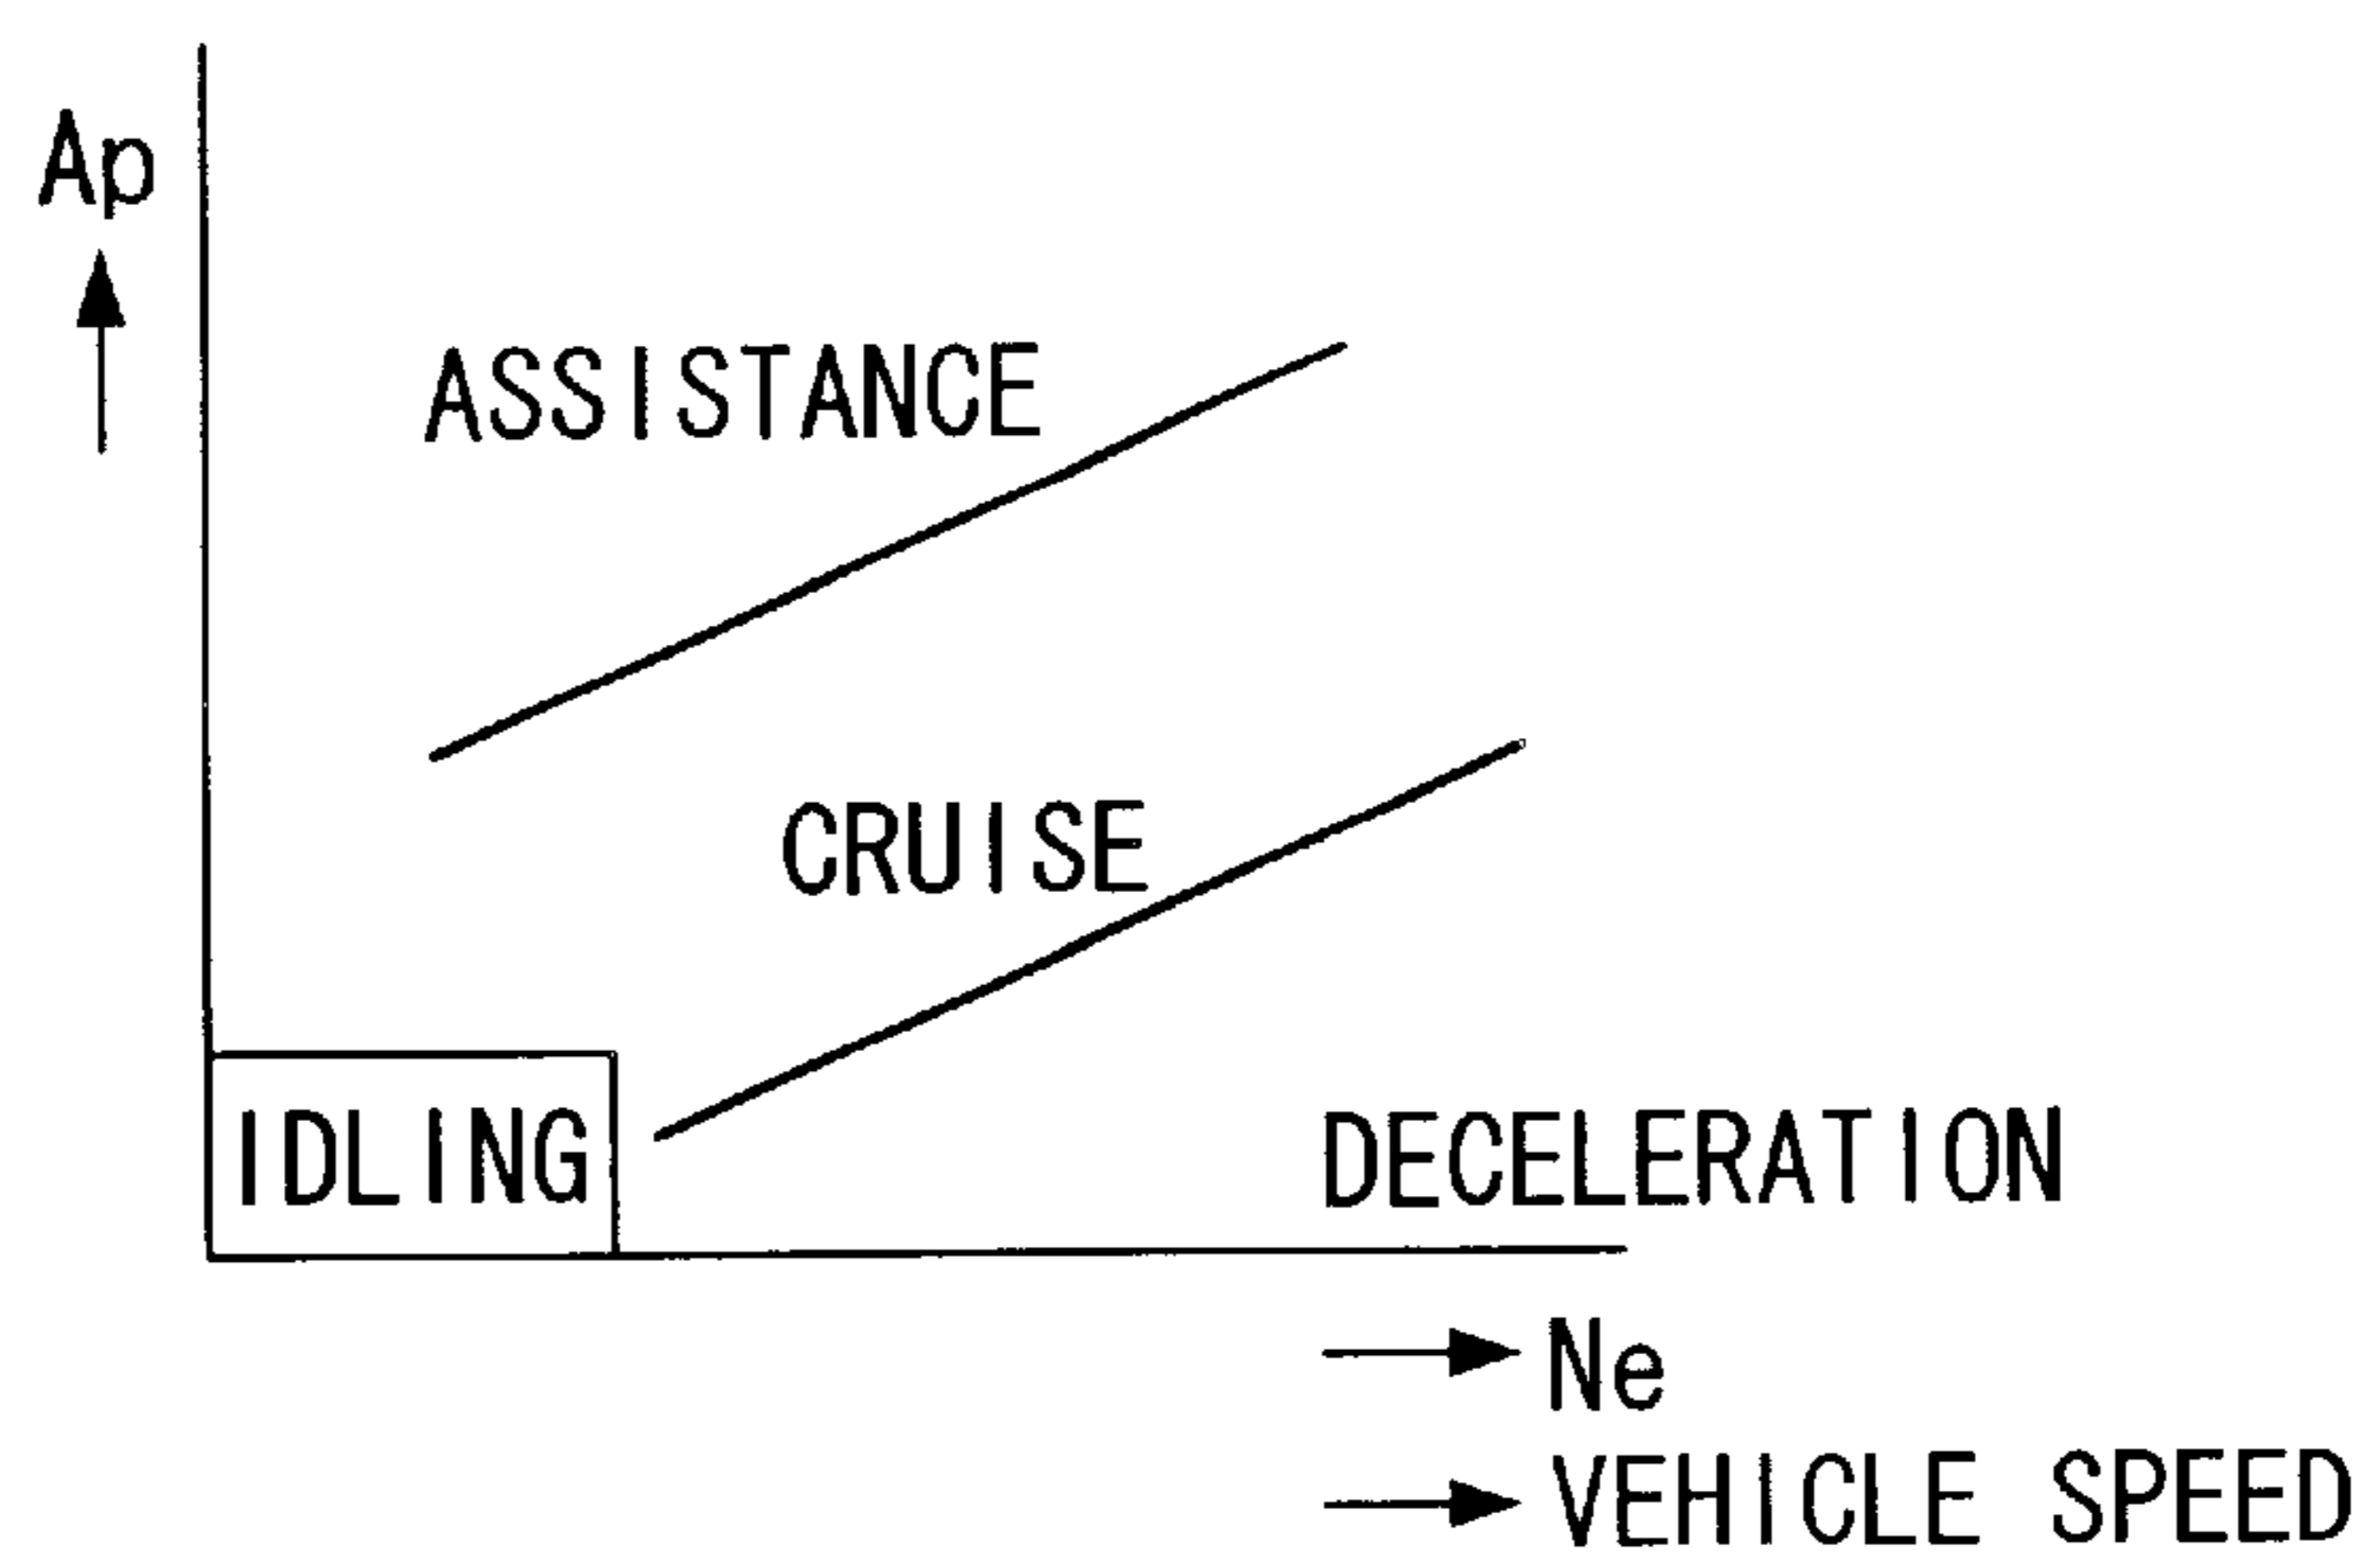 Ap
ASSISTANCE
CRUISE
IDLING
DECELERATION
Ne
VEHICLE SPEED